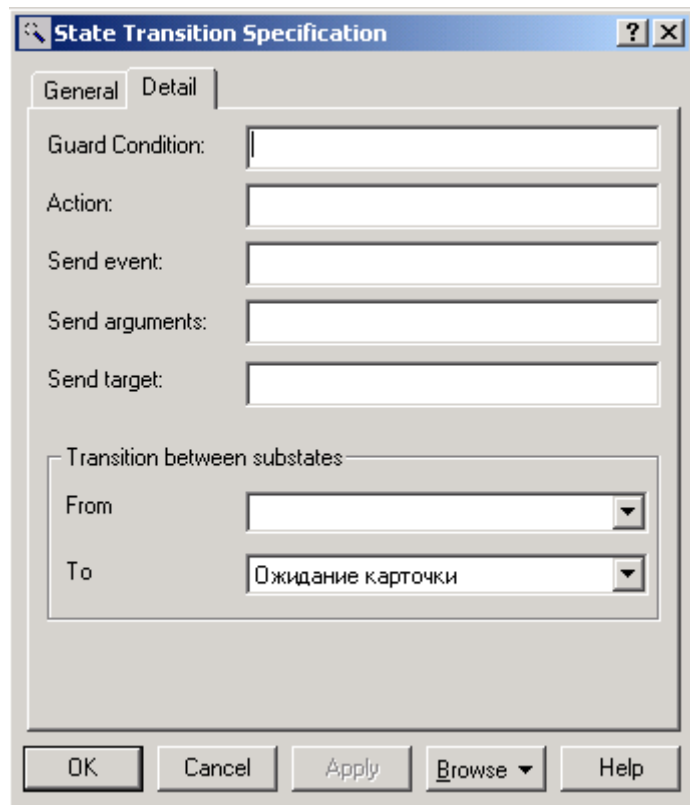 State Transition Specification
General Detail
Guard Condition:
Action:
Send event:
Send arguments:
Send target:
Transition between substates
From
To Ожидание карточки
OK Cancel Apply Browse Help